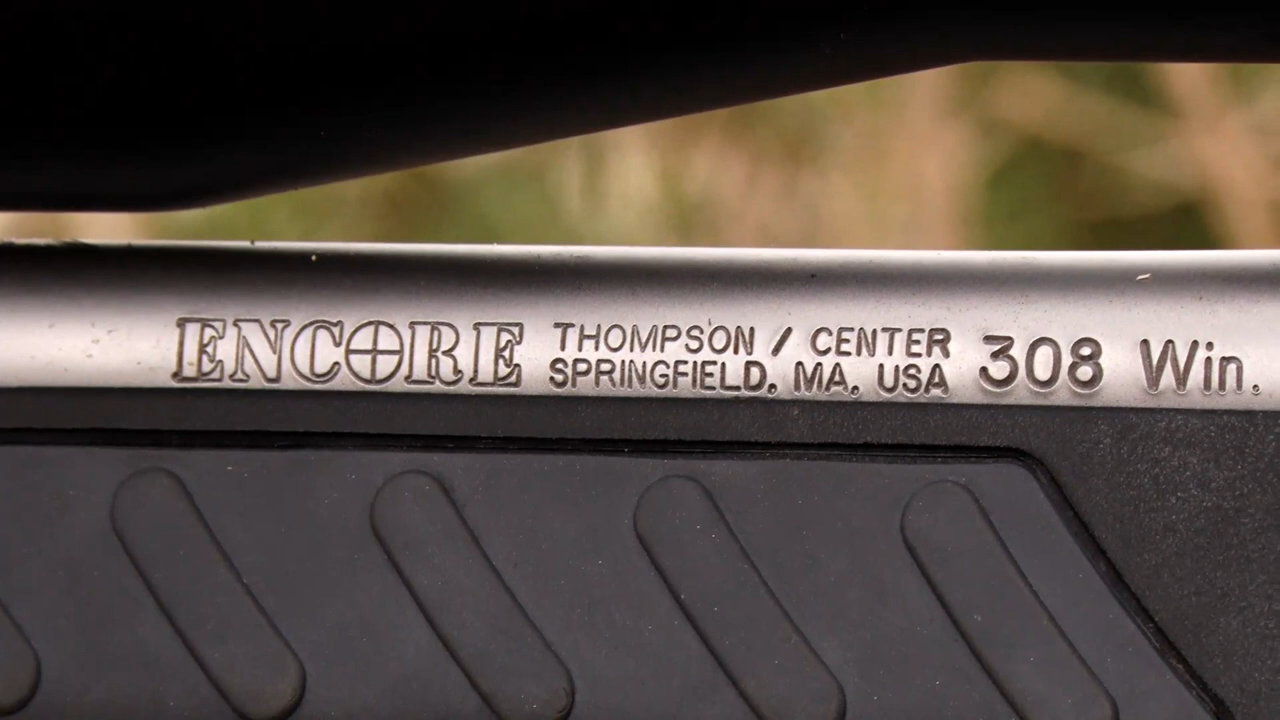 ENCORE
THOMPSON / CENTER
SPRINGFIELD, MA, USA
308 Win.